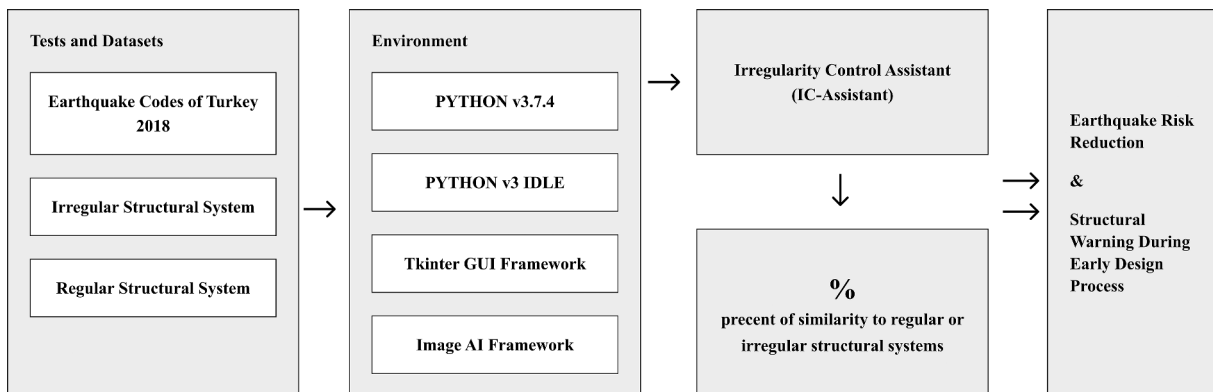 Tests and Datasets
Earthquake Codes of Turkey
2018
Irregular Structural System
Regular Structural System
Environment
PYTHON v3.7.4
PYTHON v3 IDLE
Tkinter GUI Framework
Image AI Framework
Irregularity Control Assistant
(IC-Assistant)
%
precent of similarity to regular or
irregular structural systems
Earthquake Risk
Reduction
&
Structural
Warning During
Early Design
Process